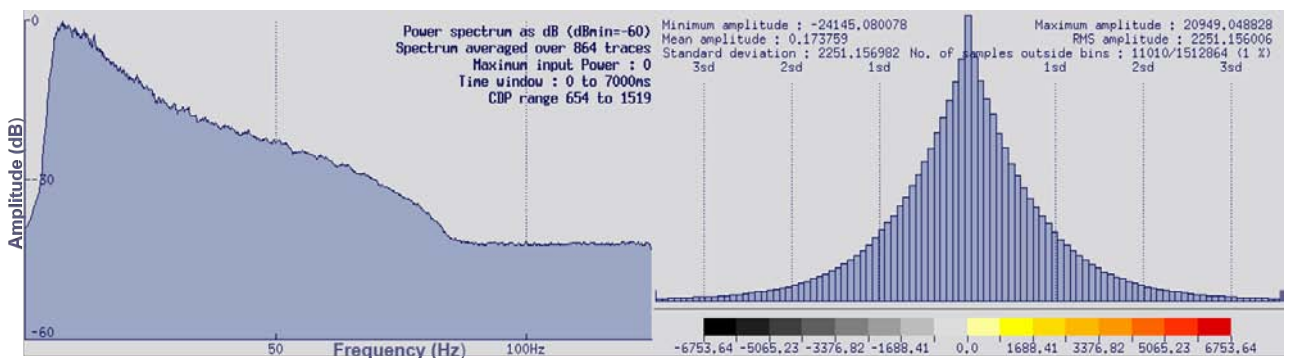 0
Power spectrum as dB (dBmin=-60)
Spectrum averaged over 864 traces
Maximum input Power : 0
Time window : 0 to 7000ms
CDP range 654 to 1519
Amplitude (dB)
-30
-60
50
Frequency (Hz)
100Hz
Minimum amplitude : -24145,080078
Maximum amplitude : 20949,048828
Mean amplitude : 0,173759
RMS amplitude : 2251,156006
Standard deviation : 2251,156982
No. of samples outside bins : 11010/1512864 (1 %)
3sd 2sd 1sd 1sd 2sd 3sd
-6753,64 -5065,23 -3376,82 -1688,41 0,0 1688,41 3376,82 5065,23 6753,64